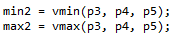 min2 = vmin(p3, p4, p5);
max2 = vmax(p3, p4, p5);